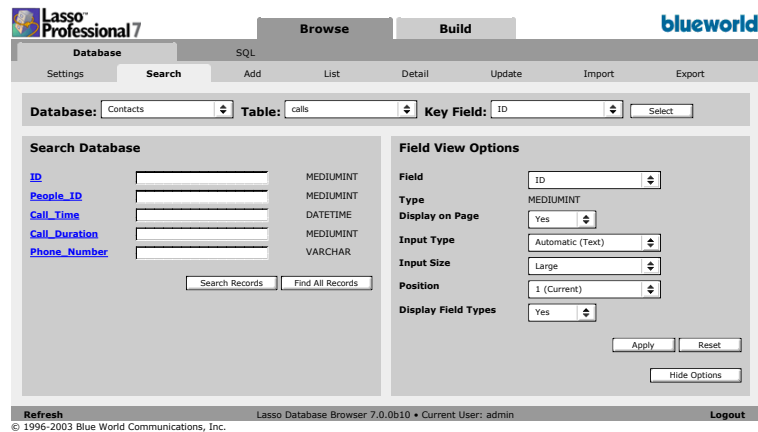 Lasso™
Professional 7 Browse Build blueworld
Database SQL
Settings Search Add List Detail Update Import Export
Database: Contacts Table: calls Key Field: ID Select
Search Database
ID MEDIUMINT
People_ID MEDIUMINT
Call_Time DATETIME
Call_Duration MEDIUMINT
Phone_Number VARCHAR
Search Records Find All Records
Field View Options
Field ID
Type MEDIUMINT
Display on Page Yes
Input Type Automatic (Text)
Input Size Large
Position 1 (Current)
Display Field Types Yes
Apply Reset
Hide Options
Refresh Lasso Database Browser 7.0.0b10 • Current User: admin Logout
© 1996-2003 Blue World Communications, Inc.